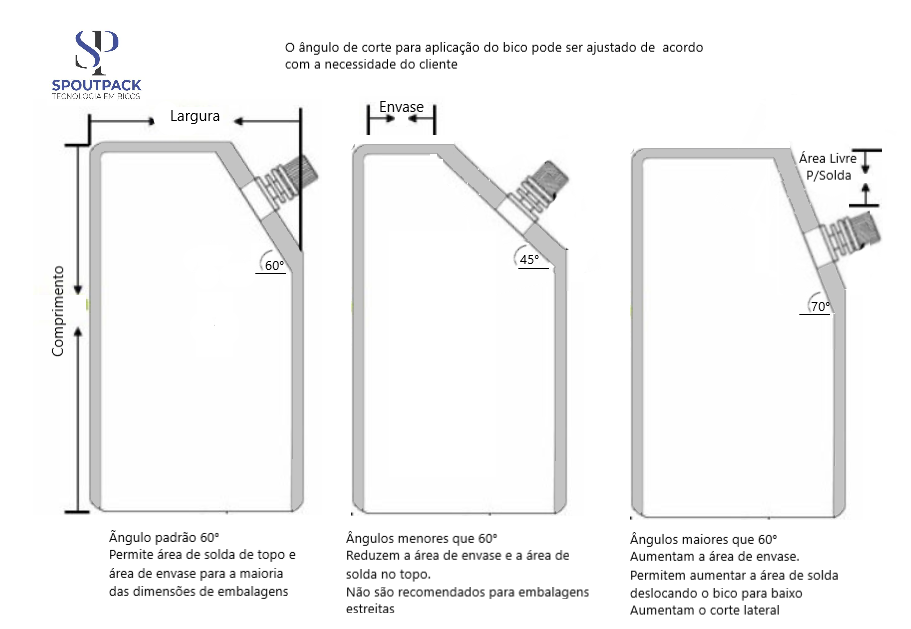 SPOUTPACK
TECNOLOGIA EM BICOS
O ângulo de corte para aplicação do bico pode ser ajustado de acordo
com a necessidade do cliente
Largura
Envase
Área Livre
P/Solda
Comprimento
60°
45°
70°
Ângulo padrão 60°
Permite área de solda de topo e
área de envase para a maioria
das dimensões de embalagens
Ângulos menores que 60°
Reduzem a área de envase e a área de
solda no topo.
Não são recomendados para embalagens
estreitas
Ângulos maiores que 60°
Aumentam a área de envase.
Permitem aumentar a área de solda
deslocando o bico para baixo
Aumentam o corte lateral